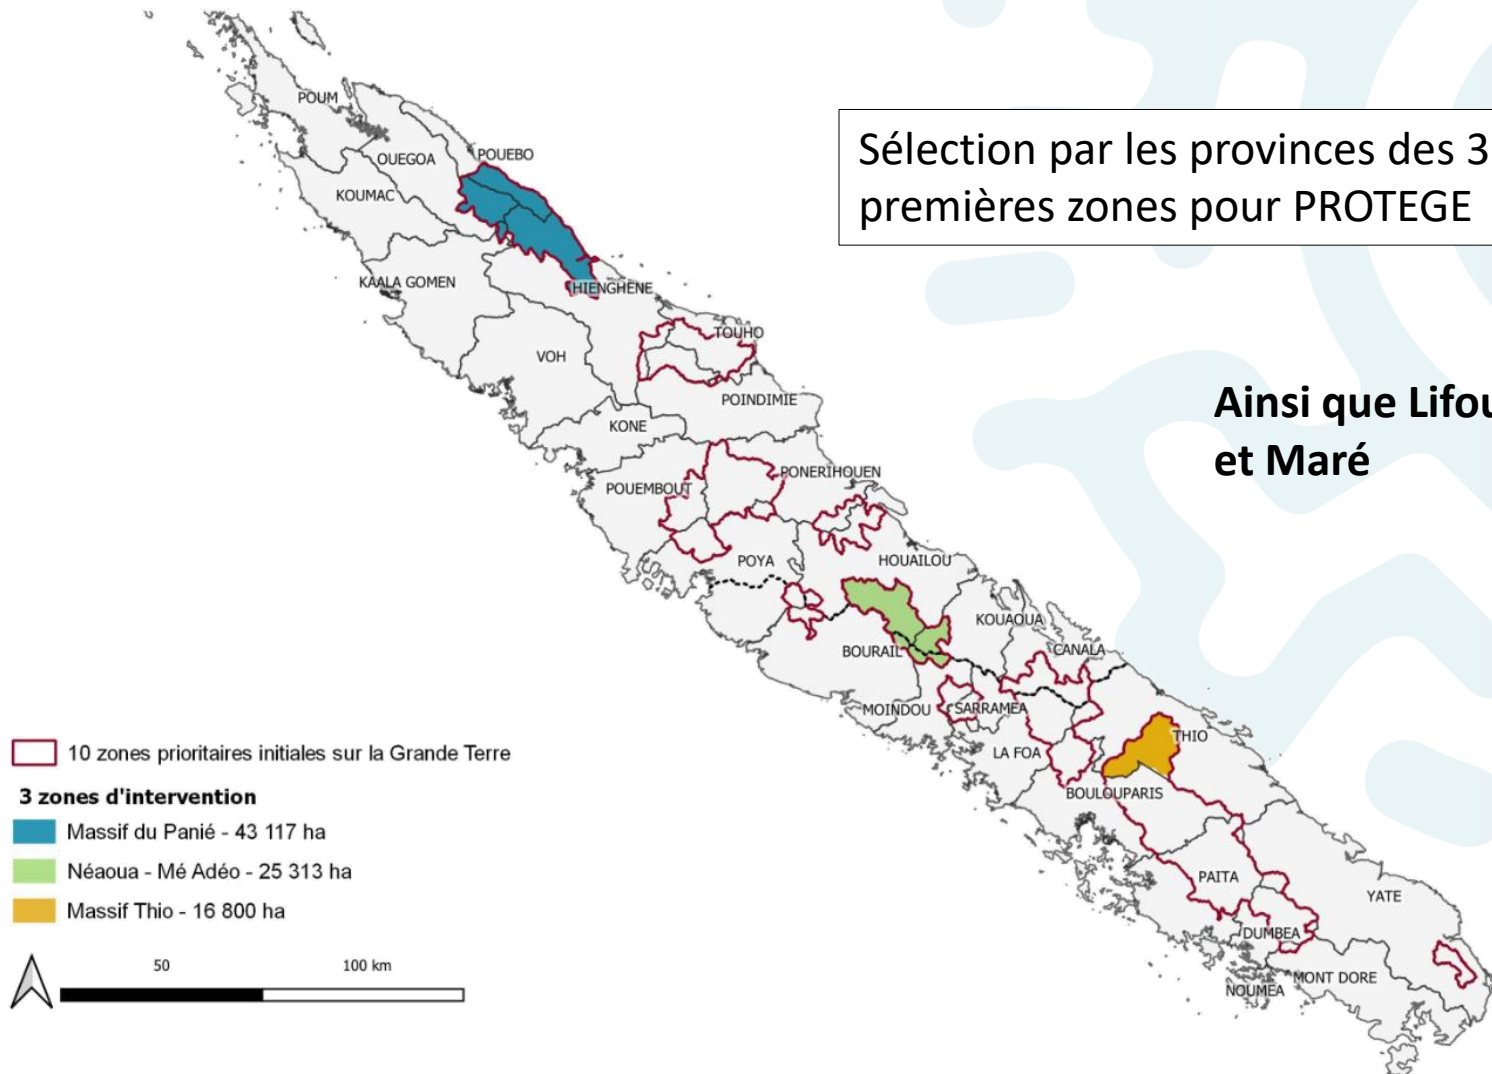 Sélection par les provinces des 3
premières zones pour PROTEGE
Ainsi que Lifou
et Maré
POUM
OUEGOA
POUEBO
KOUMAC
KAALA GOMEN
HIENGHENE
TOUHO
VOH
POINDIMIE
KONE
PONERIHOUEN
POUEMBOUT
POYA
HOUAILOU
KOUAOUA
BOURAIL
CANALA
MOINDOU
SARRAMEA
THIO
LA FOA
BOULOUPARIS
PAITA
YATE
DUMBEA
MONT DORE
NOUMEA
10 zones prioritaires initiales sur la Grande Terre
3 zones d'intervention
Massif du Panié - 43 117 ha
Néaoua - Mé Adéo - 25 313 ha
Massif Thio - 16 800 ha
50 100 km